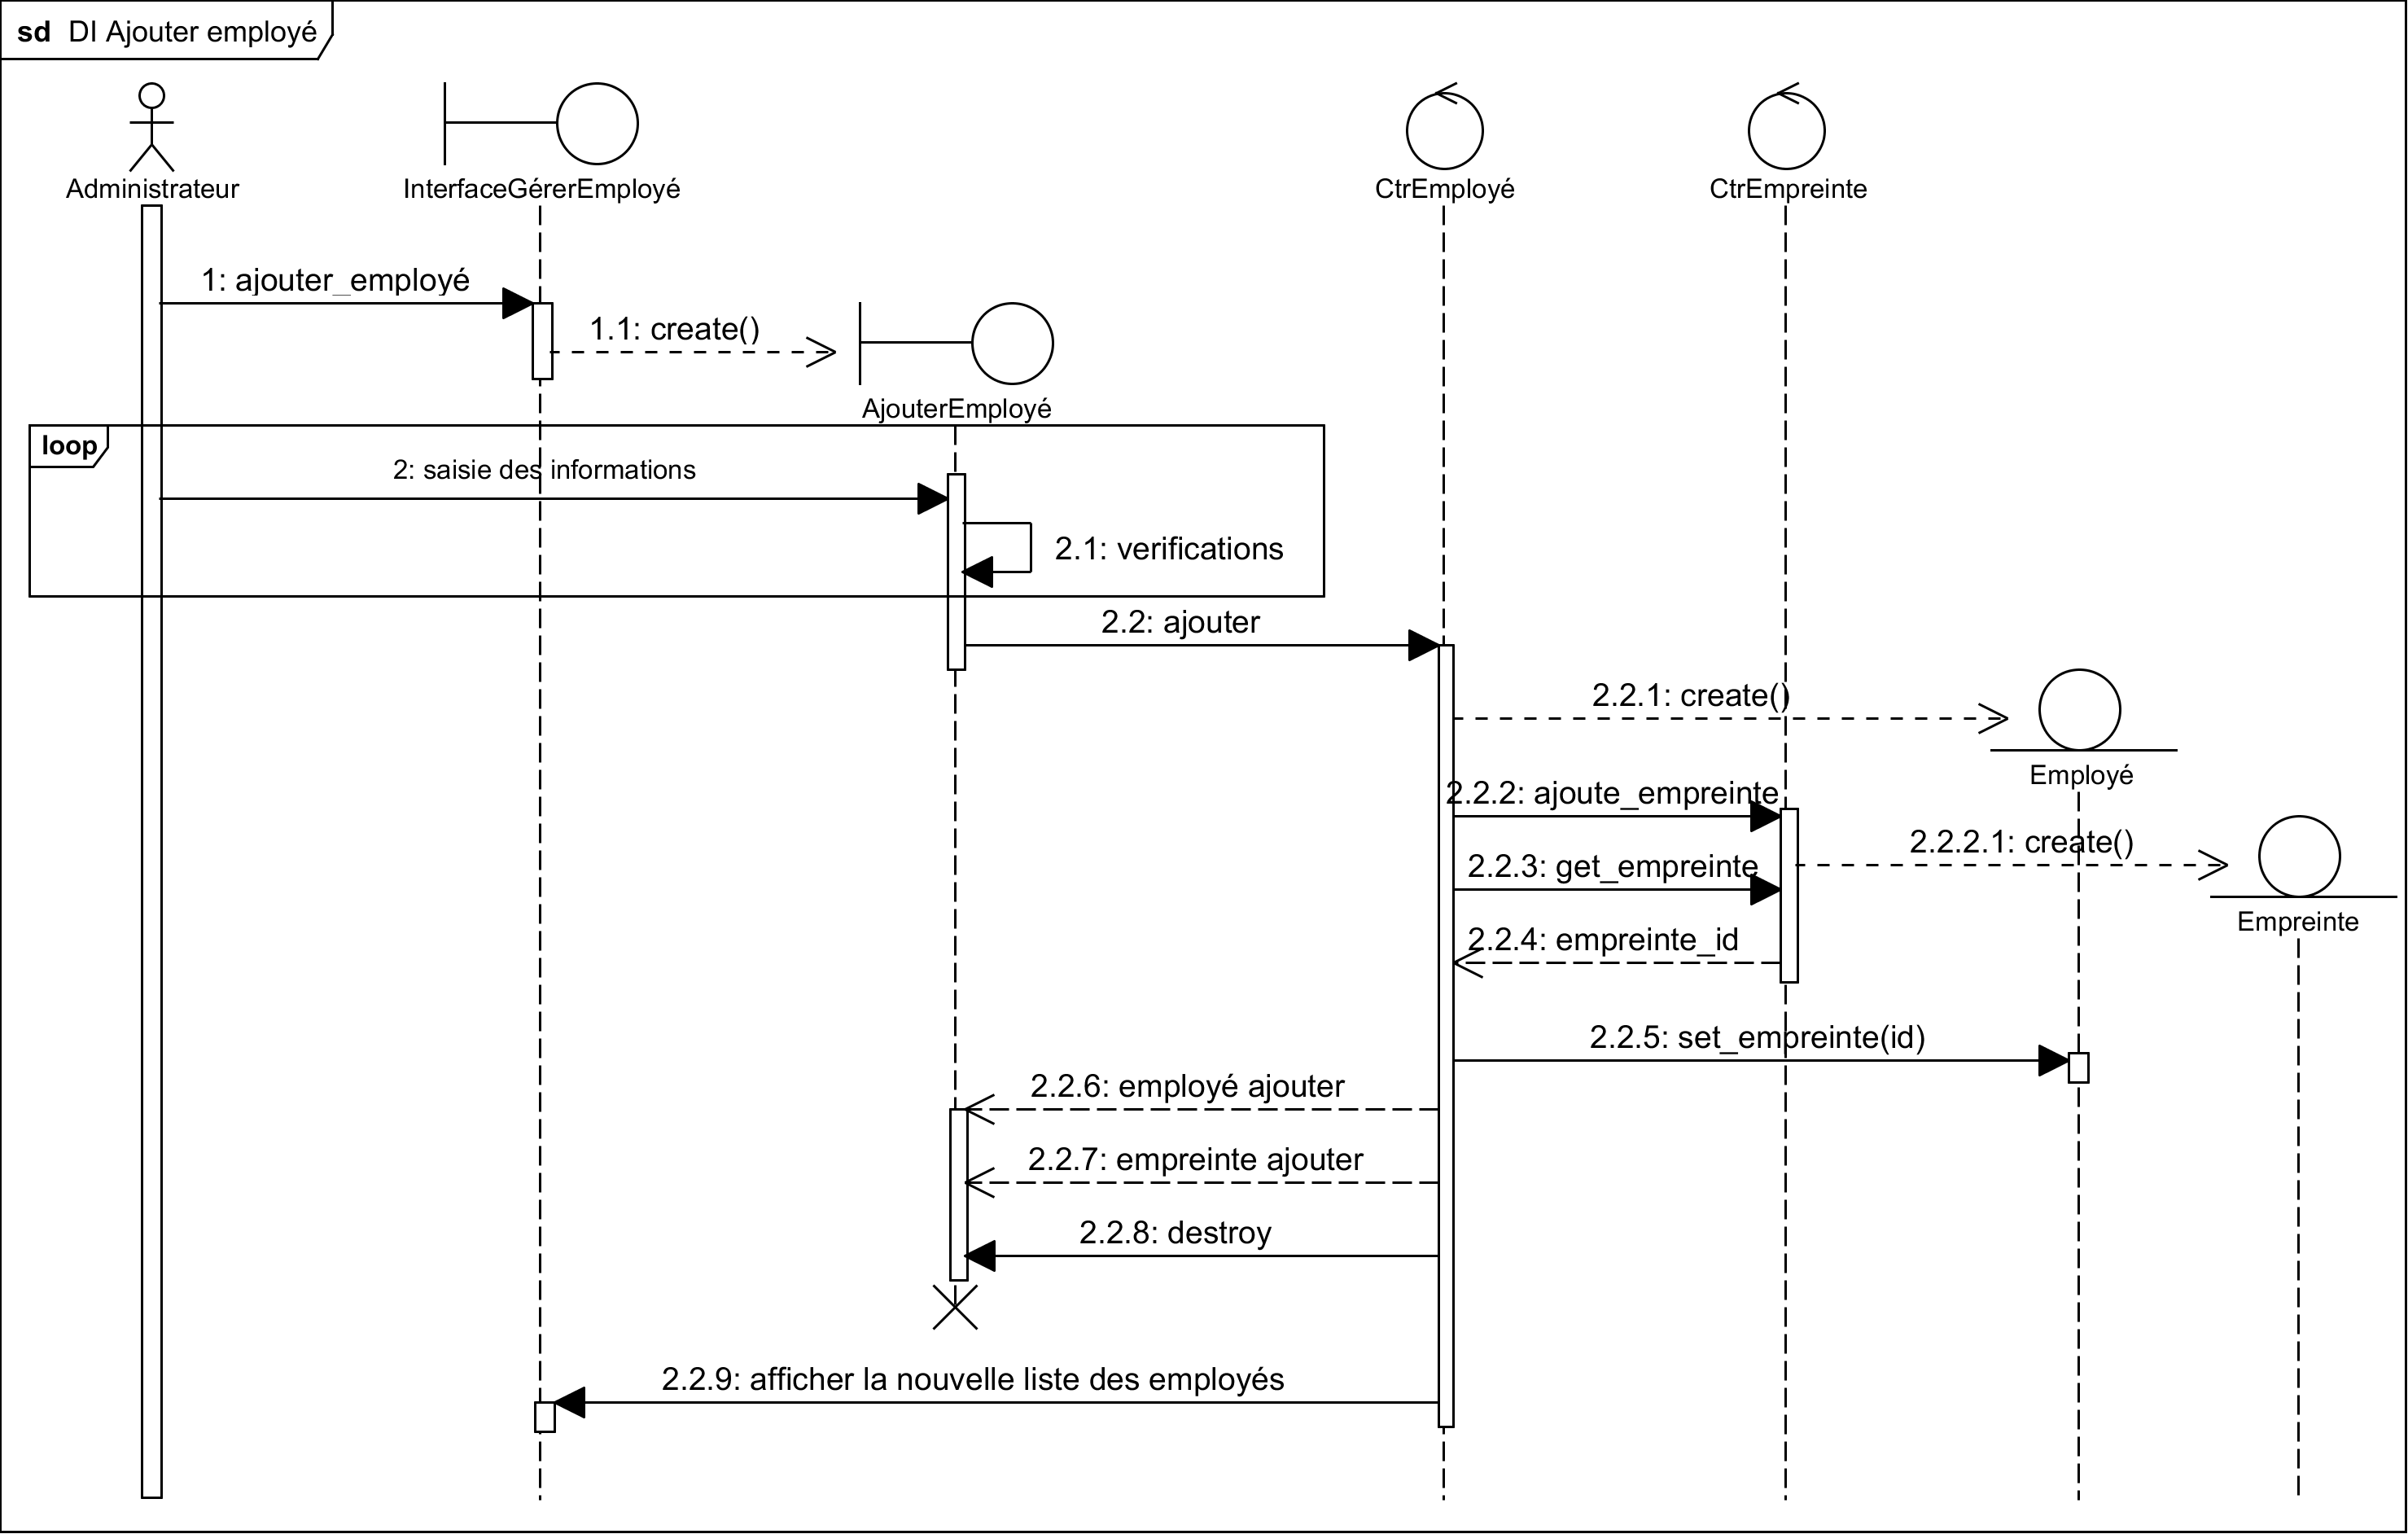 sd DI Ajouter employé
Administrateur
InterfaceGérerEmployé
CtrEmployé
CtrEmpreinte
1: ajouter_employé
1.1: create()
AjouterEmployé
loop
2: saisie des informations
2.1: verifications
2.2: ajouter
2.2.1: create()
Employé
2.2.2: ajoute_empreinte
2.2.2.1: create()
2.2.3: get_empreinte
Empreinte
2.2.4: empreinte_id
2.2.5: set_empreinte(id)
2.2.6: employé ajouter
2.2.7: empreinte ajouter
2.2.8: destroy
2.2.9: afficher la nouvelle liste des employés